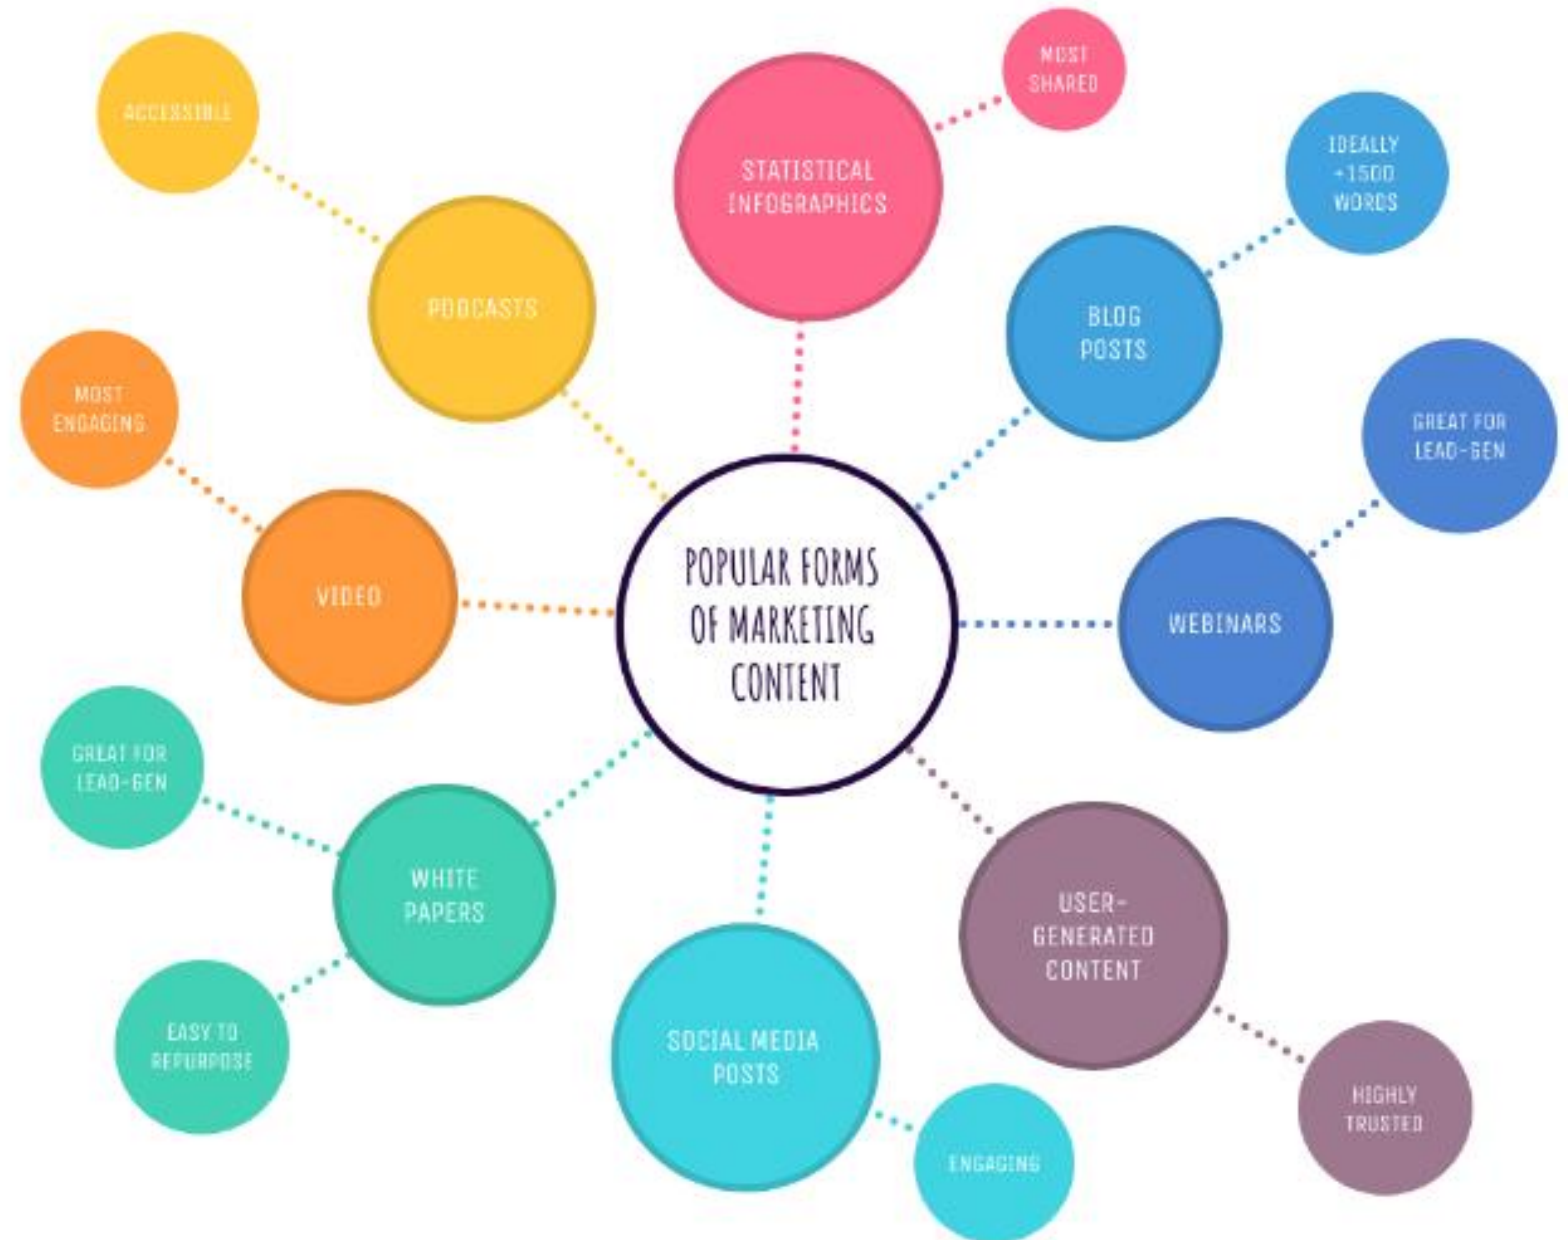 POPULAR FORMS
OF MARKETING
CONTENT
STATISTICAL
INFOGRAPHICS
MOST
SHARED
BLOG
POSTS
IDEALLY
+1500
WORDS
WEBINARS
GREAT FOR
LEAD-GEN
USER-
GENERATED
CONTENT
HIGHLY
TRUSTED
SOCIAL MEDIA
POSTS
ENGAGING
WHITE
PAPERS
EASY TO
REPURPOSE
GREAT FOR
LEAD-GEN
VIDEO
MOST
ENGAGING
PODCASTS
ACCESSIBLE